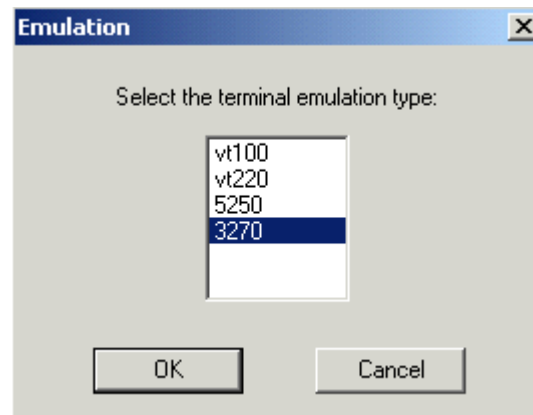 Emulation
Select the terminal emulation type:
vt100
vt220
5250
3270
OK Cancel